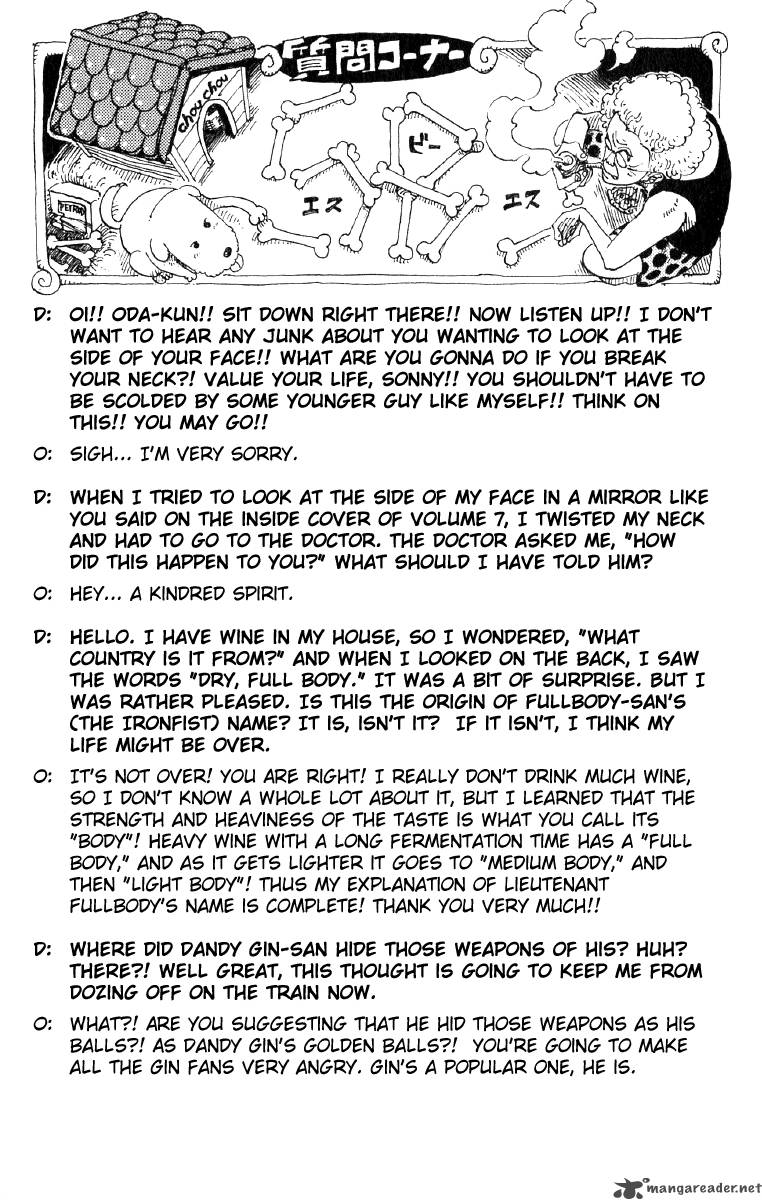 質問コーナー
chou chou
エス
ビー
エス
D: OI!! ODA-KUN!! SIT DOWN RIGHT THERE!! NOW LISTEN UP!! I DON'T
WANT TO HEAR ANY JUNK ABOUT YOU WANTING TO LOOK AT THE
SIDE OF YOUR FACE!! WHAT ARE YOU GONNA DO IF YOU BREAK
YOUR NECK?! VALUE YOUR LIFE, SONNY!! YOU SHOULDN'T HAVE TO
BE SCOLDED BY SOME YOUNGER GUY LIKE MYSELF!! THINK ON
THIS!! YOU MAY GO!!
O: SIGH... I'M VERY SORRY.
D: WHEN I TRIED TO LOOK AT THE SIDE OF MY FACE IN A MIRROR LIKE
YOU SAID ON THE INSIDE COVER OF VOLUME 7, I TWISTED MY NECK
AND HAD TO GO TO THE DOCTOR. THE DOCTOR ASKED ME, "HOW
DID THIS HAPPEN TO YOU?" WHAT SHOULD I HAVE TOLD HIM?
O: HEY... A KINDRED SPIRIT.
D: HELLO. I HAVE WINE IN MY HOUSE, SO I WONDERED, "WHAT
COUNTRY IS IT FROM?" AND WHEN I LOOKED ON THE BACK, I SAW
THE WORDS "DRY, FULL BODY." IT WAS A BIT OF SURPRISE. BUT I
WAS RATHER PLEASED. IS THIS THE ORIGIN OF FULLBODY-SAN'S
(THE IRONFIST) NAME? IT IS, ISN'T IT? IF IT ISN'T, I THINK MY
LIFE MIGHT BE OVER.
O: IT'S NOT OVER! YOU ARE RIGHT! I REALLY DON'T DRINK MUCH WINE,
SO I DON'T KNOW A WHOLE LOT ABOUT IT, BUT I LEARNED THAT THE
STRENGTH AND HEAVINESS OF THE TASTE IS WHAT YOU CALL ITS
"BODY"! HEAVY WINE WITH A LONG FERMENTATION TIME HAS A "FULL
BODY," AND AS IT GETS LIGHTER IT GOES TO "MEDIUM BODY," AND
THEN "LIGHT BODY"! THUS MY EXPLANATION OF LIEUTENANT
FULLBODY'S NAME IS COMPLETE! THANK YOU VERY MUCH!!
D: WHERE DID DANDY GIN-SAN HIDE THOSE WEAPONS OF HIS? HUH?
THERE?! WELL GREAT, THIS THOUGHT IS GOING TO KEEP ME FROM
DOZING OFF ON THE TRAIN NOW.
O: WHAT?! ARE YOU SUGGESTING THAT HE HID THOSE WEAPONS AS HIS
BALLS?! AS DANDY GIN'S GOLDEN BALLS?! YOU'RE GOING TO MAKE
ALL THE GIN FANS VERY ANGRY. GIN'S A POPULAR ONE, HE IS.
mangareader.net